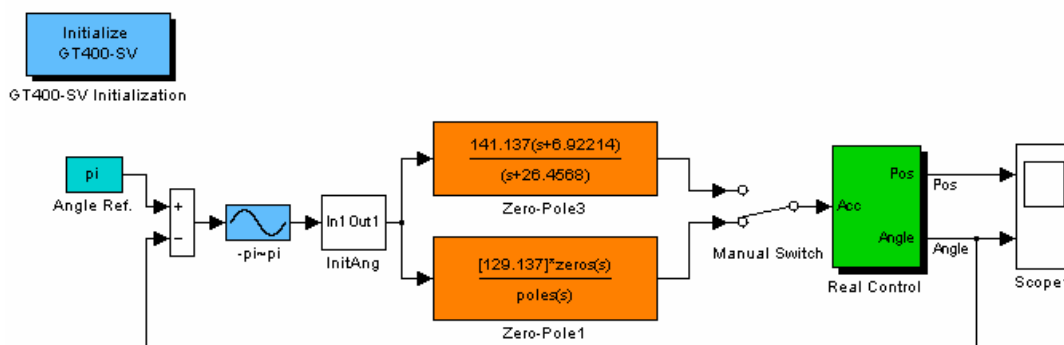 Initialize
GT400-SV
GT400-SV Initialization
pi
Angle Ref.
+
−
-pi~pi
In1 Out1
InitAng
141.137(s+6.92214)
(s+26.4568)
Zero-Pole3
[129.137]*zeros(s)
poles(s)
Zero-Pole1
Manual Switch
Acc
Pos
Angle
Real Control
Pos
Angle
Scope1